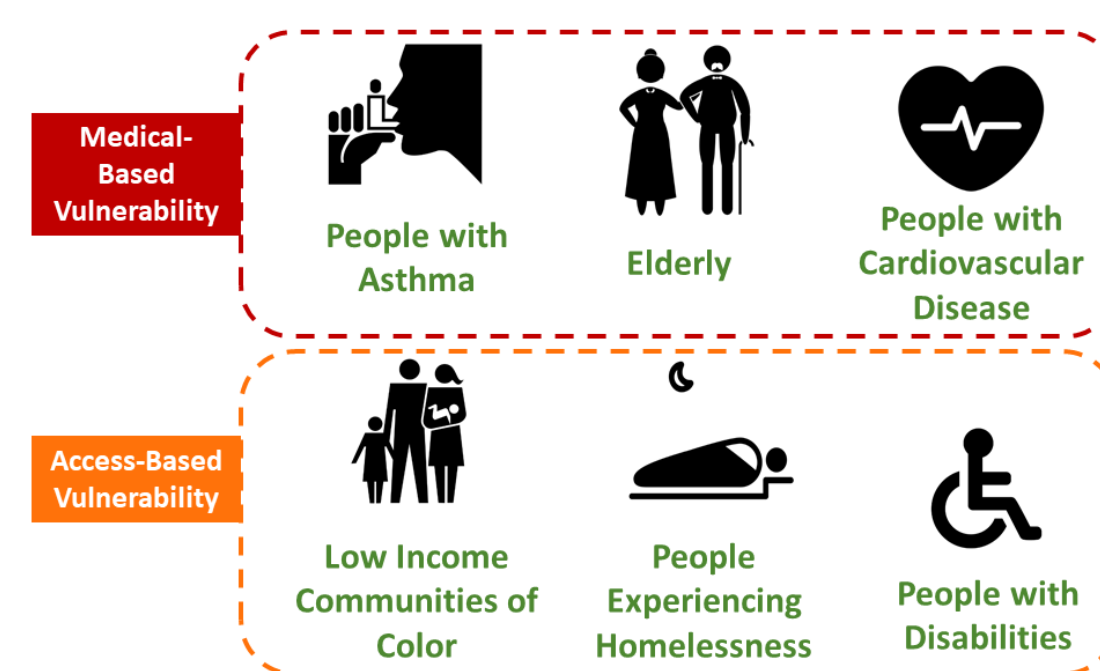 Medical-
Based
Vulnerability
People with
Asthma
Elderly
People with
Cardiovascular
Disease
Access-Based
Vulnerability
Low Income
Communities of
Color
People
Experiencing
Homelessness
People with
Disabilities